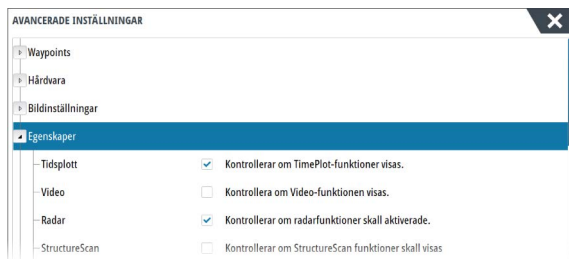 AVANCERADE INSTÄLLNINGAR
Waypoints
Hårdvara
Bildinställningar
Egenskaper
Tidsplott Kontrollerar om TimePlot-funktioner visas.
Video Kontrollera om Video-funktionen visas.
Radar Kontrollerar om radarfunktioner skall aktiverade.
StructureScan Kontrollerar om StructureScan funktioner skall visas